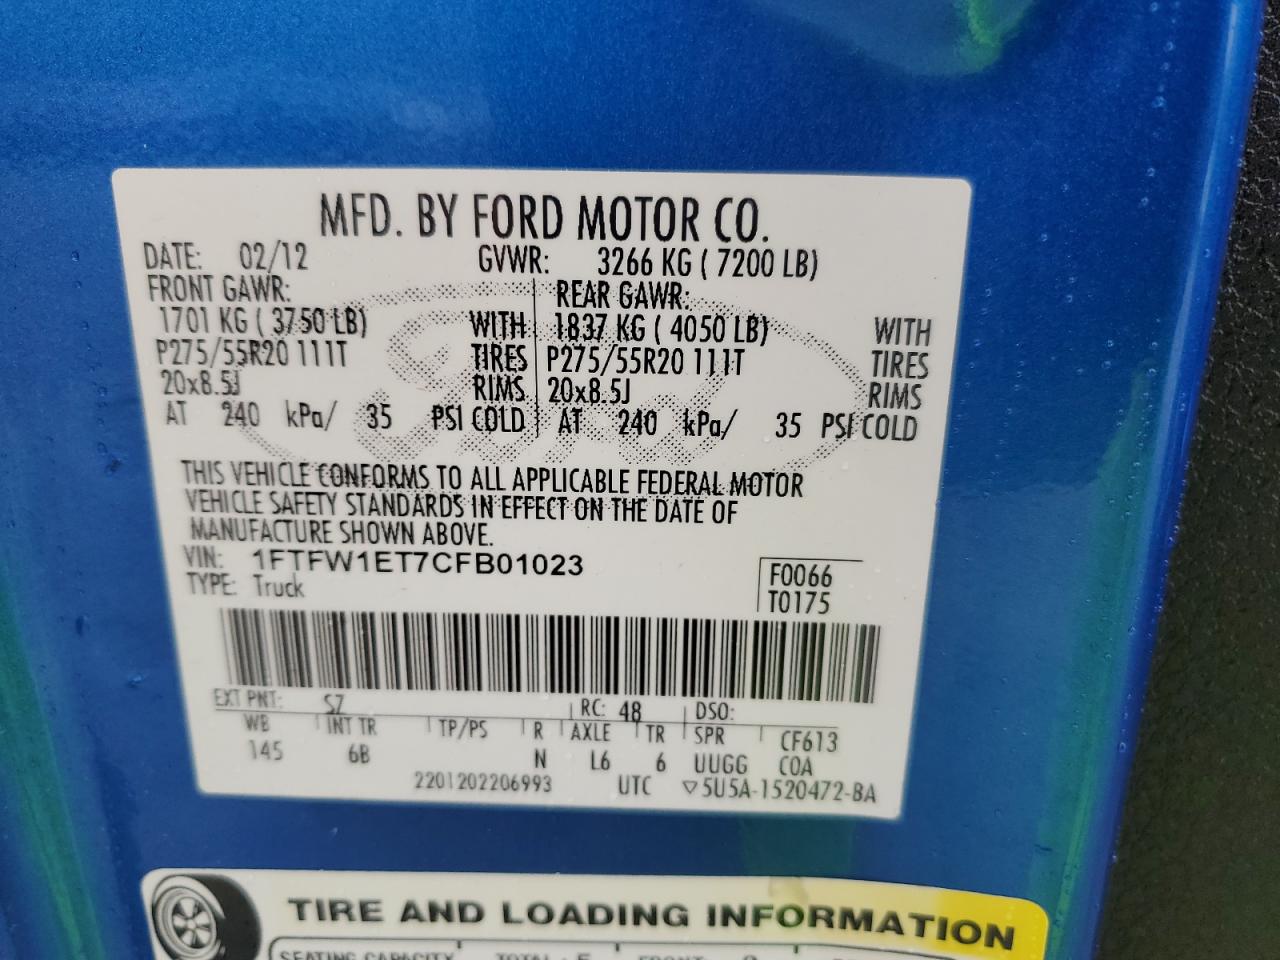 MFD. BY FORD MOTOR CO.
DATE: 02/12 GVWR: 3266 KG ( 7200 LB)
FRONT GAWR: REAR GAWR:
1701 KG ( 3750 LB) WITH 1837 KG ( 4050 LB) WITH
P275/55R20 111T TIRES P275/55R20 111T TIRES
20x8.5J RIMS 20x8.5J RIMS
AT 240 kPa/ 35 PSI COLD AT 240 kPa/ 35 PSI COLD
THIS VEHICLE CONFORMS TO ALL APPLICABLE FEDERAL MOTOR
VEHICLE SAFETY STANDARDS IN EFFECT ON THE DATE OF
MANUFACTURE SHOWN ABOVE.
VIN: 1FTFW1ET7CFB01023 F0066
TYPE: Truck T0175
EXT PNT: SZ RC: 48 DSO:
WB INT TR TP/PS R AXLE TR SPR CF613
145 6B N L6 6 UUGG COA
2201202206993 UTC ▽5U5A-1520472-BA
TIRE AND LOADING INFORMATION
SEATING CAPACITY TOTAL FRONT